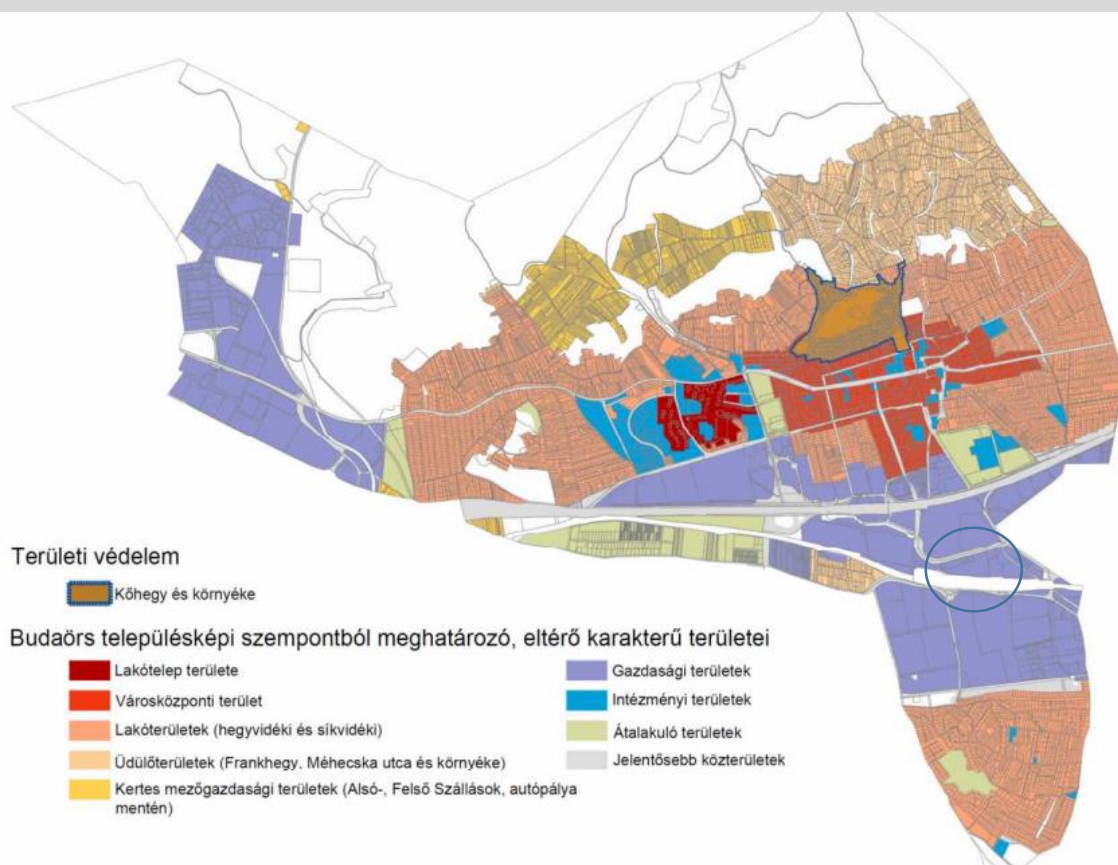 Területi védelem
Kőhegy és környéke
Budaörs településképi szempontból meghatározó, eltérő karakterű területei
Lakótelep területe
Városközponti terület
Lakóterületek (hegyvidéki és síkvidéki)
Üdülőterületek (Frankhegy, Méhecska utca és környéke)
Kertes mezőgazdasági területek (Alsó-, Felső Szállások, autópálya
mentén)
Gazdasági területek
Intézményi területek
Átalakuló területek
Jelentősebb közterületek